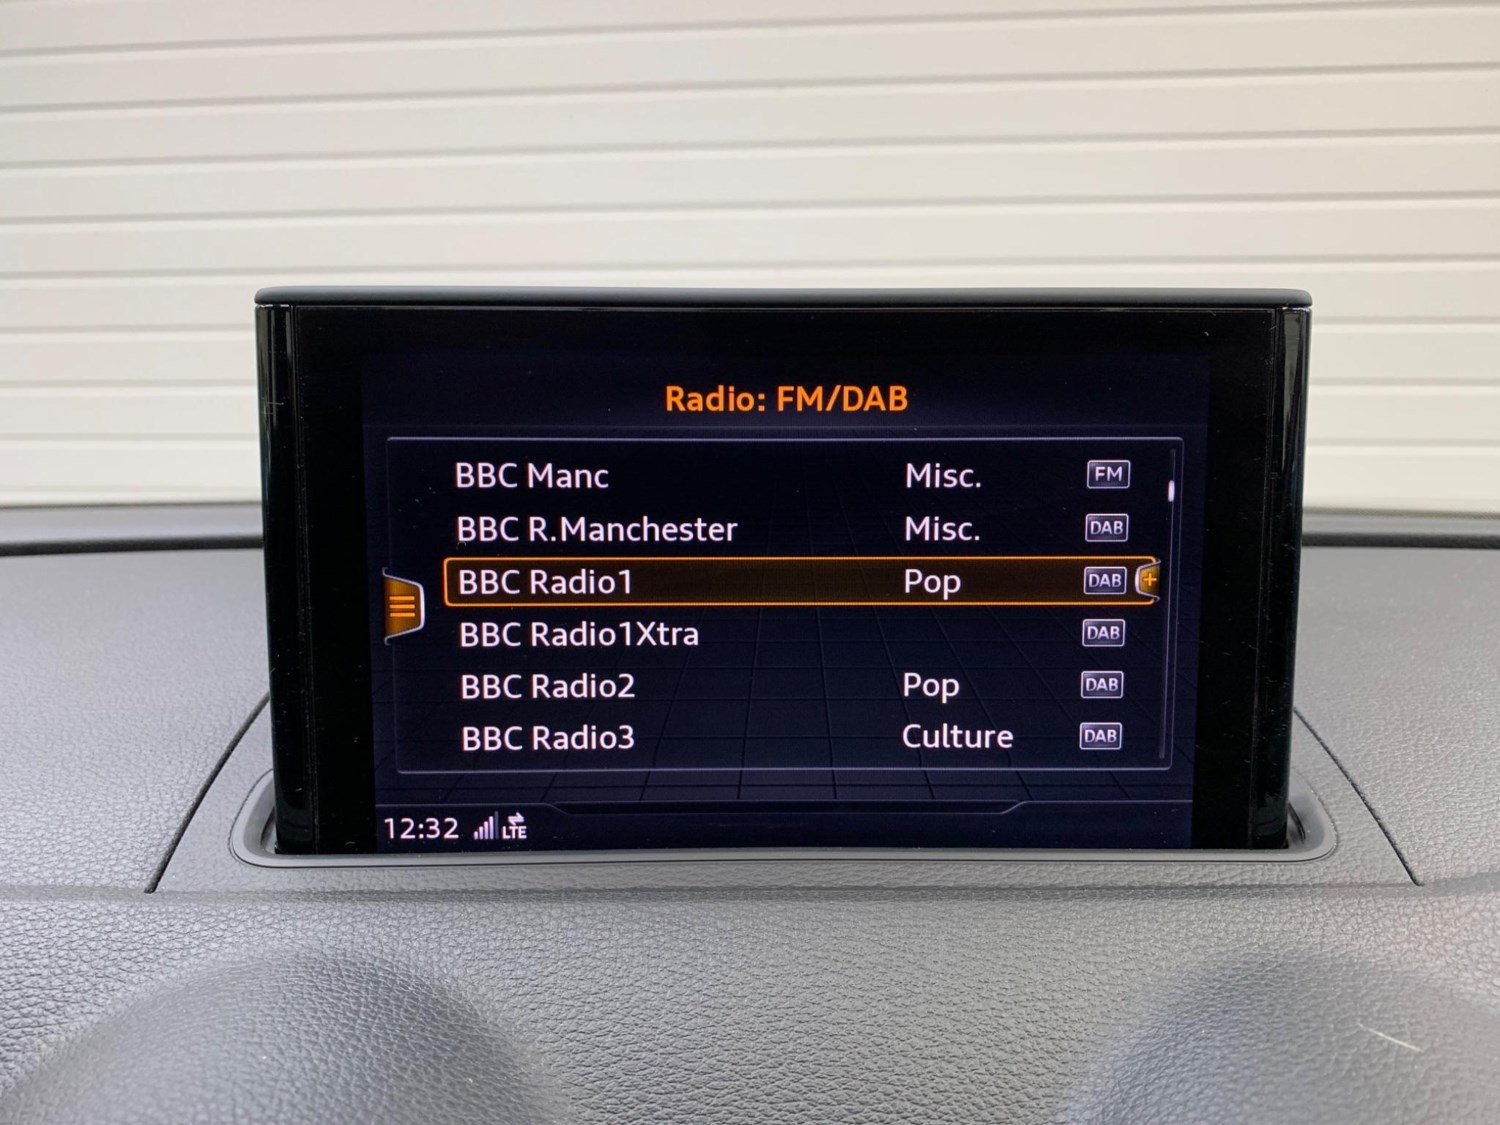 Radio: FM/DAB
BBC Manc Misc. FM
BBC R.Manchester Misc. DAB
BBC Radio1 Pop DAB +
BBC Radio1Xtra DAB
BBC Radio2 Pop DAB
BBC Radio3 Culture DAB
12:32 LTE